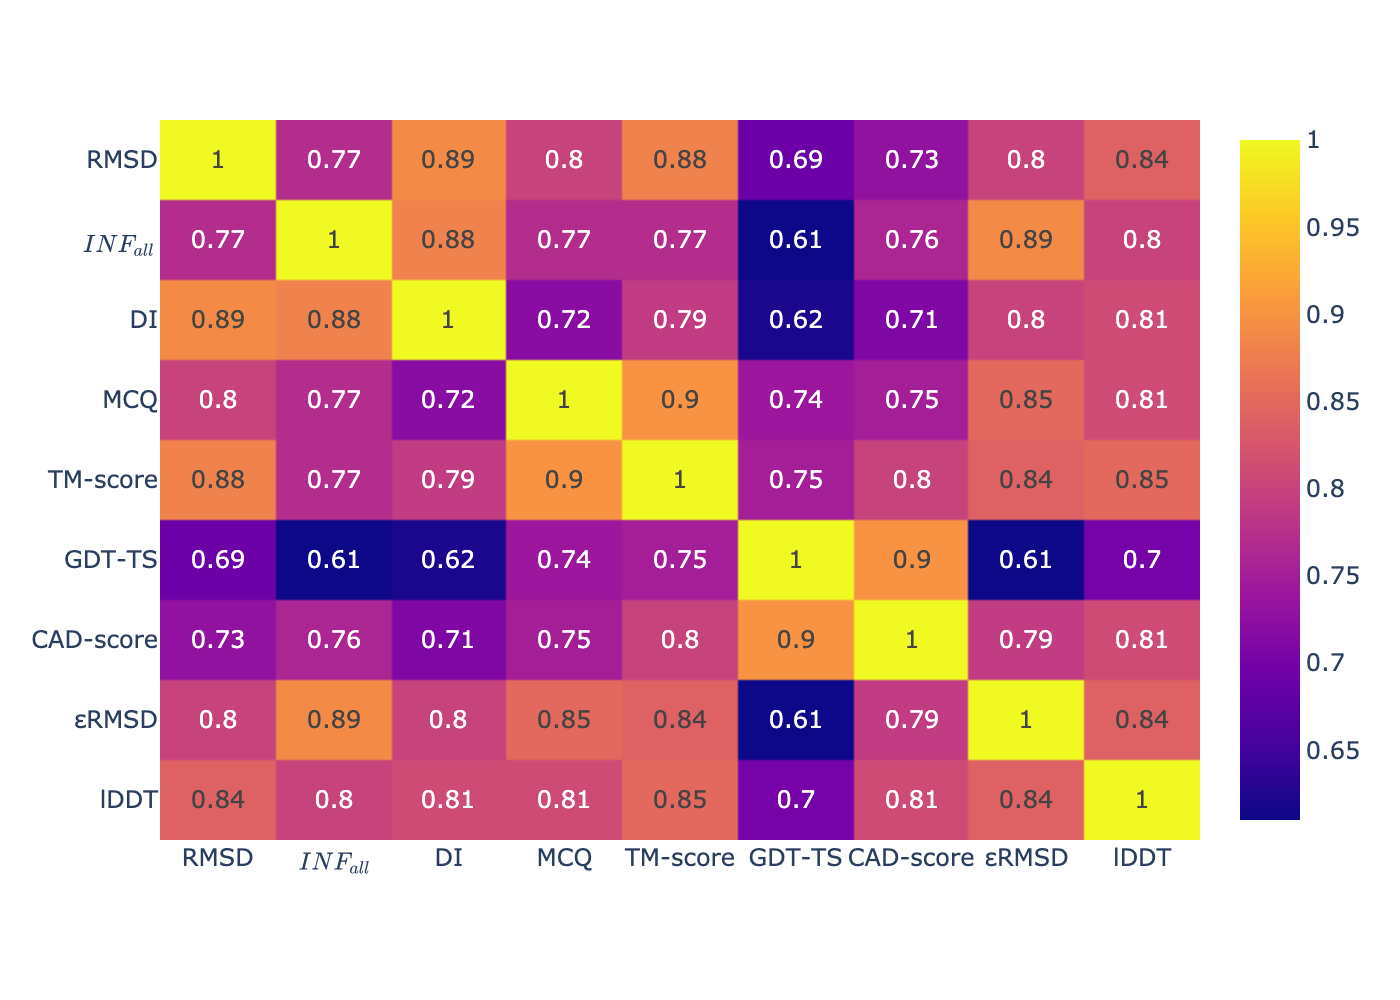 RMSD 1 0.77 0.89 0.8 0.88 0.69 0.73 0.8 0.84
INF_all 0.77 1 0.88 0.77 0.77 0.61 0.76 0.89 0.8
DI 0.89 0.88 1 0.72 0.79 0.62 0.71 0.8 0.81
MCQ 0.8 0.77 0.72 1 0.9 0.74 0.75 0.85 0.81
TM-score 0.88 0.77 0.79 0.9 1 0.75 0.8 0.84 0.85
GDT-TS 0.69 0.61 0.62 0.74 0.75 1 0.9 0.61 0.7
CAD-score 0.73 0.76 0.71 0.75 0.8 0.9 1 0.79 0.81
εRMSD 0.8 0.89 0.8 0.85 0.84 0.61 0.79 1 0.84
lDDT 0.84 0.8 0.81 0.81 0.85 0.7 0.81 0.84 1
RMSD INF_all DI MCQ TM-score GDT-TS CAD-score εRMSD lDDT
1
0.95
0.9
0.85
0.8
0.75
0.7
0.65